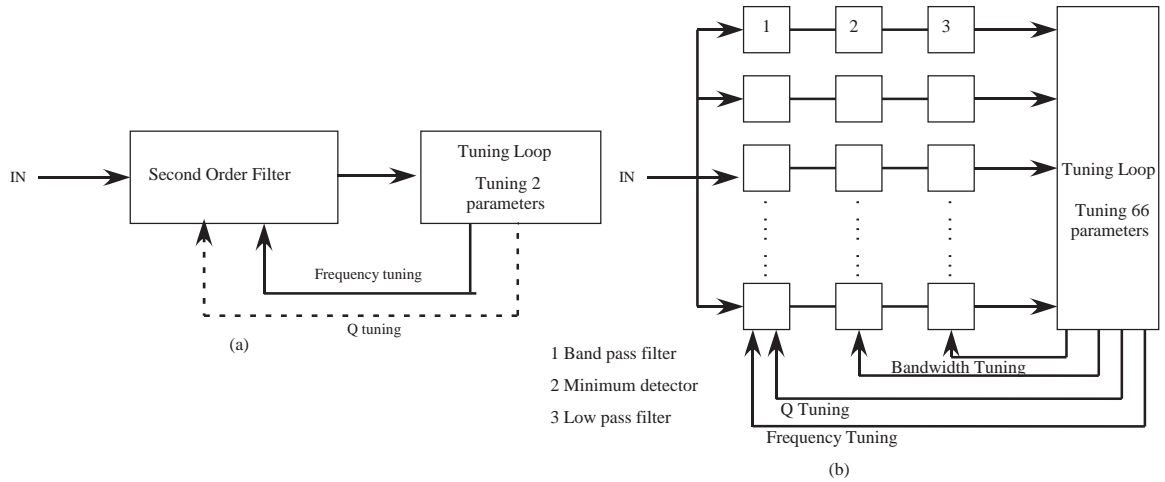 IN
Second Order Filter
Tuning Loop
Tuning 2
parameters
Frequency tuning
Q tuning
(a)
1
2
3
IN
Tuning Loop
Tuning 66
parameters
Bandwidth Tuning
Q Tuning
Frequency Tuning
1 Band pass filter
2 Minimum detector
3 Low pass filter
(b)